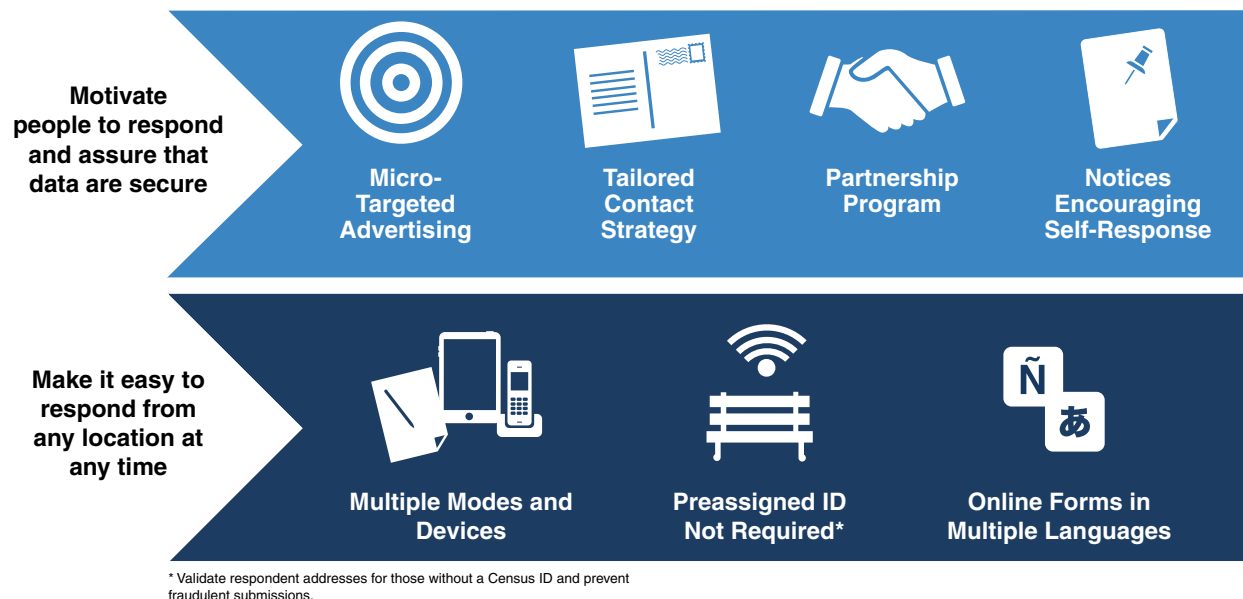 Motivate
people to respond
and assure that
data are secure
Micro-
Targeted
Advertising
Tailored
Contact
Strategy
Partnership
Program
Notices
Encouraging
Self-Response
Make it easy to
respond from
any location at
any time
Ñ
あ
Multiple Modes and
Devices
Preassigned ID
Not Required*
Online Forms in
Multiple Languages
* Validate respondent addresses for those without a Census ID and prevent
fraudulent submissions.